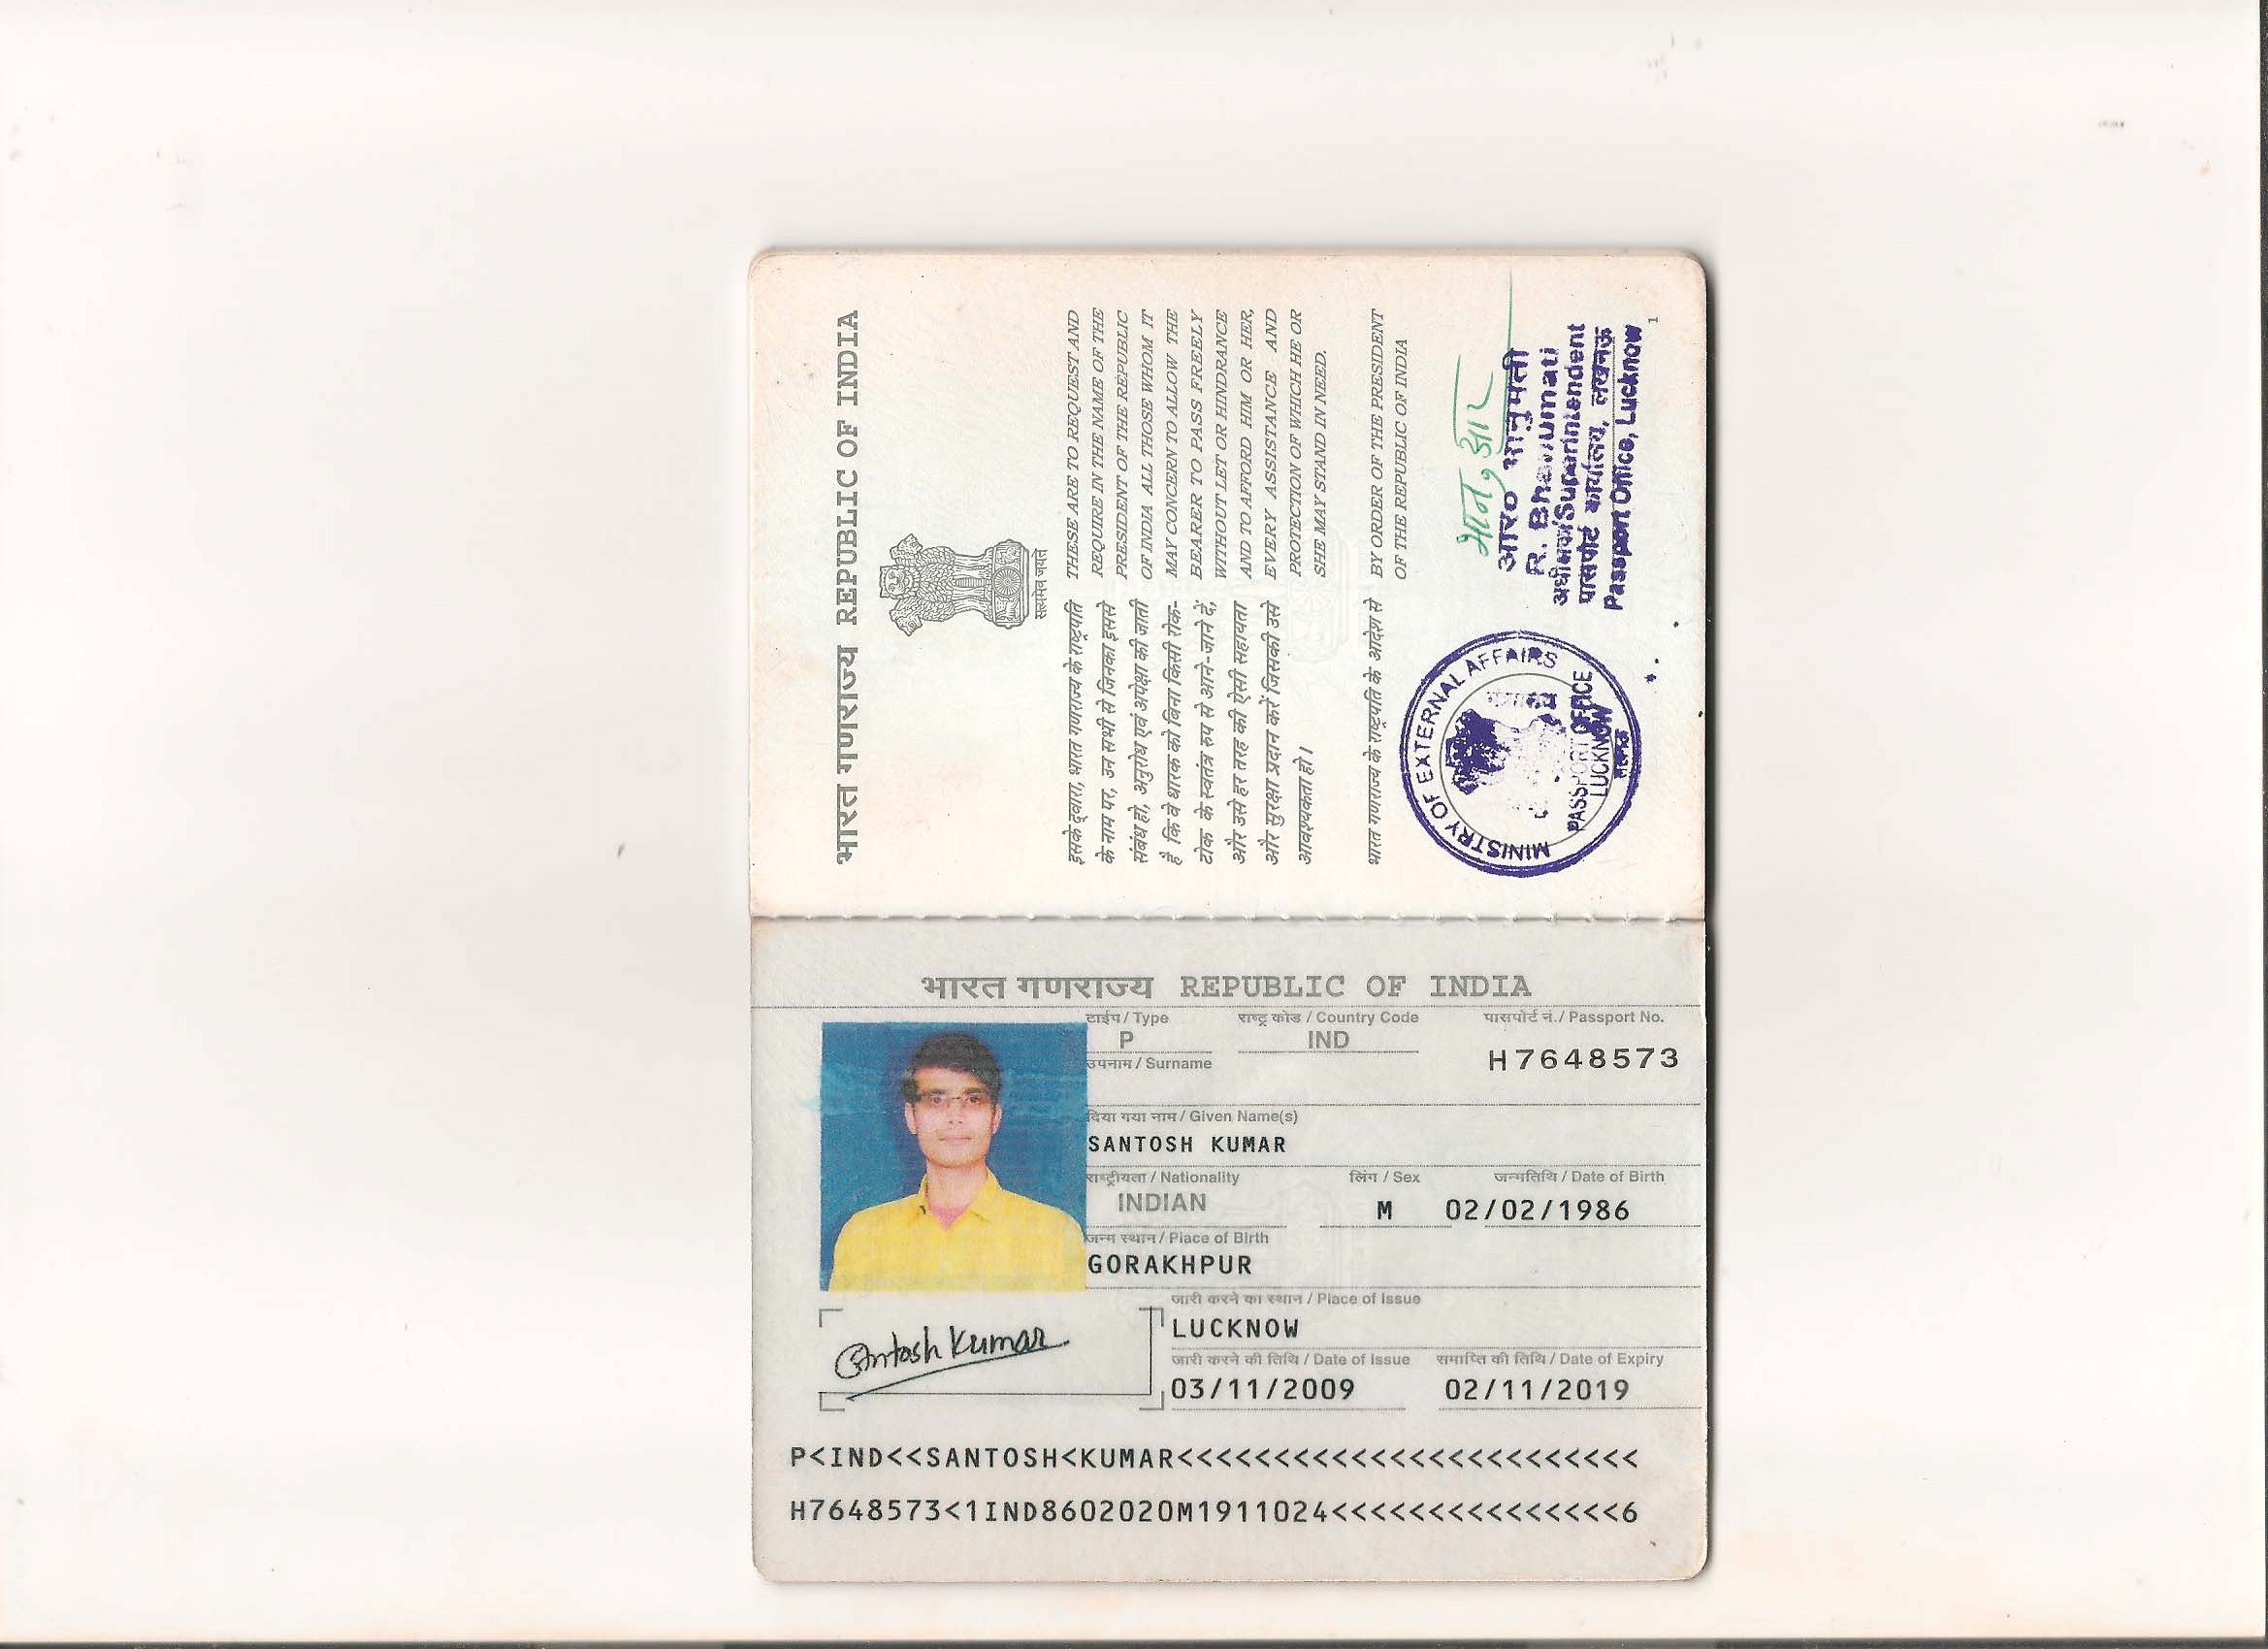 भारत गणराज्य REPUBLIC OF INDIA
सत्यमेव जयते
इसके द्वारा, भारत गणराज्य के राष्ट्रपति
के नाम पर, उन सभी से जिनका इससे
संबंध हो, अनुरोध एवं अपेक्षा की जाती
है कि वे धारक को बिना किसी रोक-
टोक के स्वतंत्र रुप से आने-जाने दें,
और उसे हर तरह की ऐसी सहायता
और सुरक्षा प्रदान करें जिसकी उसे
आवश्यकता हो।
THESE ARE TO REQUEST AND
REQUIRE IN THE NAME OF THE
PRESIDENT OF THE REPUBLIC
OF INDIA ALL THOSE WHOM IT
MAY CONCERN TO ALLOW THE
BEARER TO PASS FREELY
WITHOUT LET OR HINDRANCE
AND TO AFFORD HIM OR HER,
EVERY ASSISTANCE AND
PROTECTION OF WHICH HE OR
SHE MAY STAND IN NEED.
भारत गणराज्य के राष्ट्रपति के आदेश से
BY ORDER OF THE PRESIDENT
OF THE REPUBLIC OF INDIA
MINISTRY OF EXTERNAL AFFAIRS
PASSPORT OFFICE
LUCKNOW
लखनऊ
आर० भानुमती
R. Bhanumati
अधीक्षक/Superintendent
पासपोर्ट कार्यालय, लखनऊ
Passport Office, Lucknow
1
भारत गणराज्य REPUBLIC OF INDIA
टाईप / Type राष्ट्र कोड / Country Code पासपोर्ट नं. / Passport No.
P IND H7648573
उपनाम / Surname
दिया गया नाम / Given Name(s)
SANTOSH KUMAR
राष्ट्रीयता / Nationality लिंग / Sex जन्मतिथि / Date of Birth
INDIAN M 02/02/1986
जन्म स्थान / Place of Birth
GORAKHPUR
जारी करने का स्थान / Place of Issue
LUCKNOW
जारी करने की तिथि / Date of Issue समाप्ति की तिथि / Date of Expiry
03/11/2009 02/11/2019
Santosh Kumar
P<IND<<SANTOSH<KUMAR<<<<<<<<<<<<<<<<<<<<<<<<
H7648573<1IND8602020M1911024<<<<<<<<<<<<<<<6